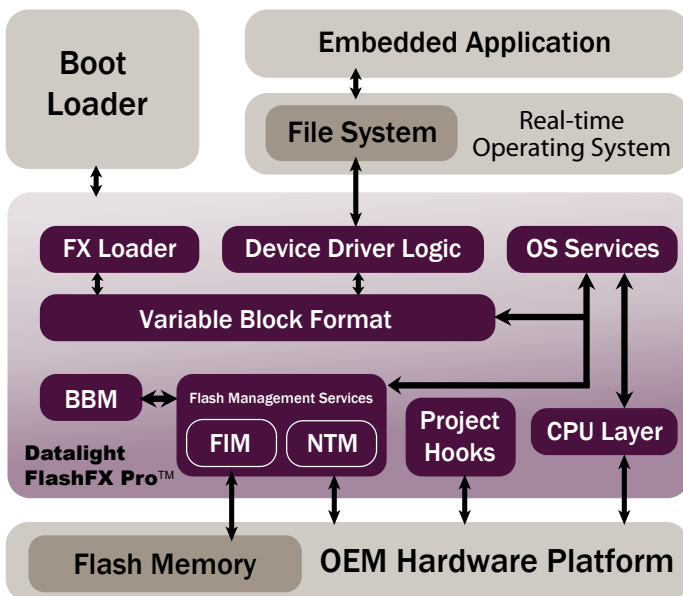 Boot
Loader
Embedded Application
File System
Real-time
Operating System
FX Loader
Device Driver Logic
OS Services
Variable Block Format
BBM
Flash Management Services
FIM
NTM
Project
Hooks
CPU Layer
Datalight
FlashFX Pro™
Flash Memory
OEM Hardware Platform